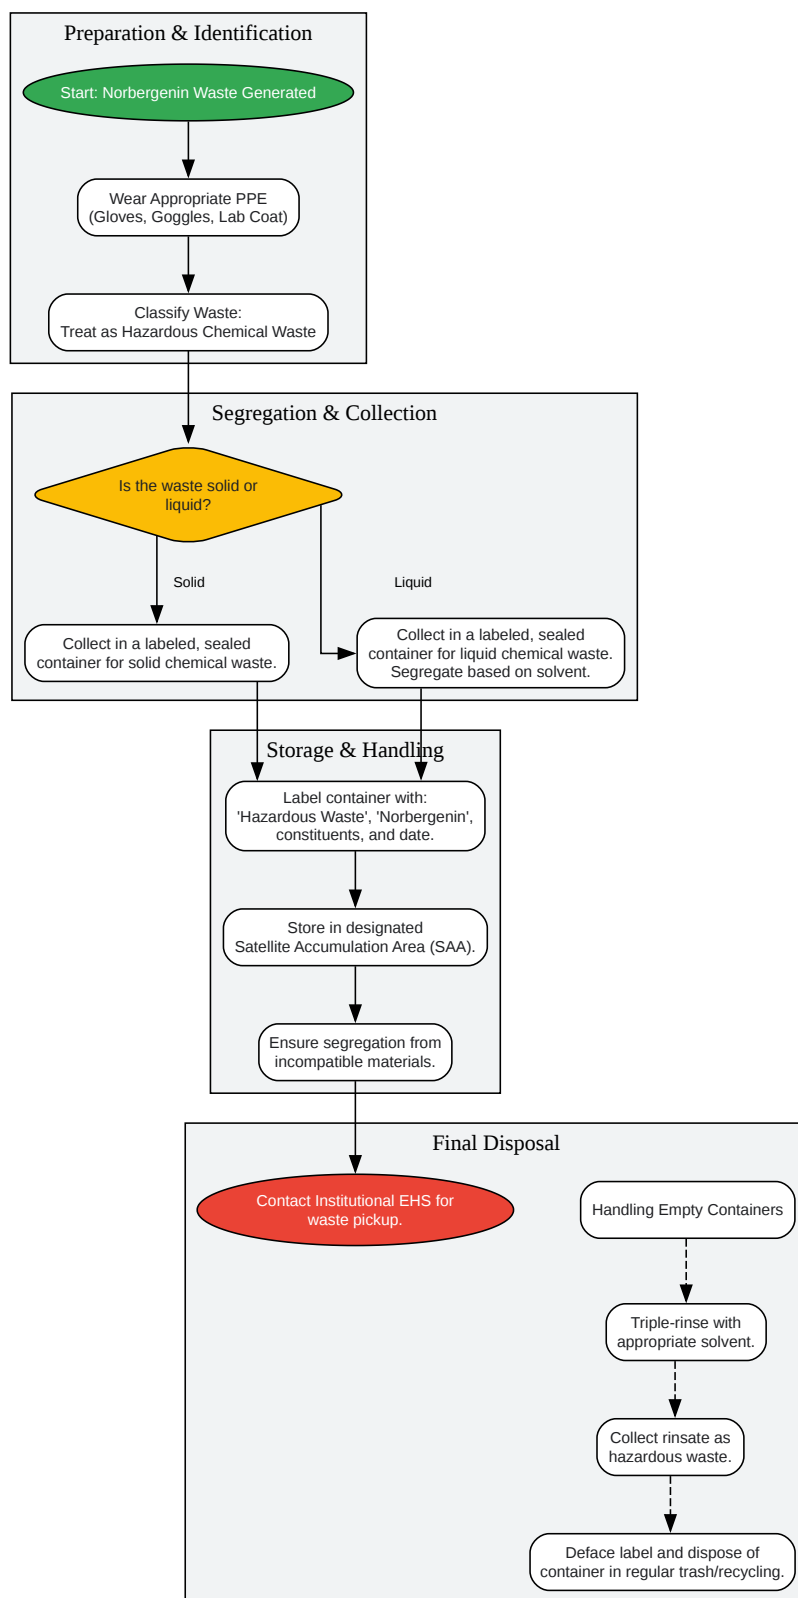 Preparation & Identification
Start: Norbergenin Waste Generated
Wear Appropriate PPE
(Gloves, Goggles, Lab Coat)
Classify Waste:
Treat as Hazardous Chemical Waste
Segregation & Collection
Is the waste solid or
liquid?
Solid
Liquid
Collect in a labeled, sealed
container for solid chemical waste.
Collect in a labeled, sealed
container for liquid chemical waste.
Segregate based on solvent.
Storage & Handling
Label container with:
'Hazardous Waste', 'Norbergenin',
constituents, and date.
Store in designated
Satellite Accumulation Area (SAA).
Ensure segregation from
incompatible materials.
Final Disposal
Contact Institutional EHS for
waste pickup.
Handling Empty Containers
Triple-rinse with
appropriate solvent.
Collect rinsate as
hazardous waste.
Deface label and dispose of
container in regular trash/recycling.